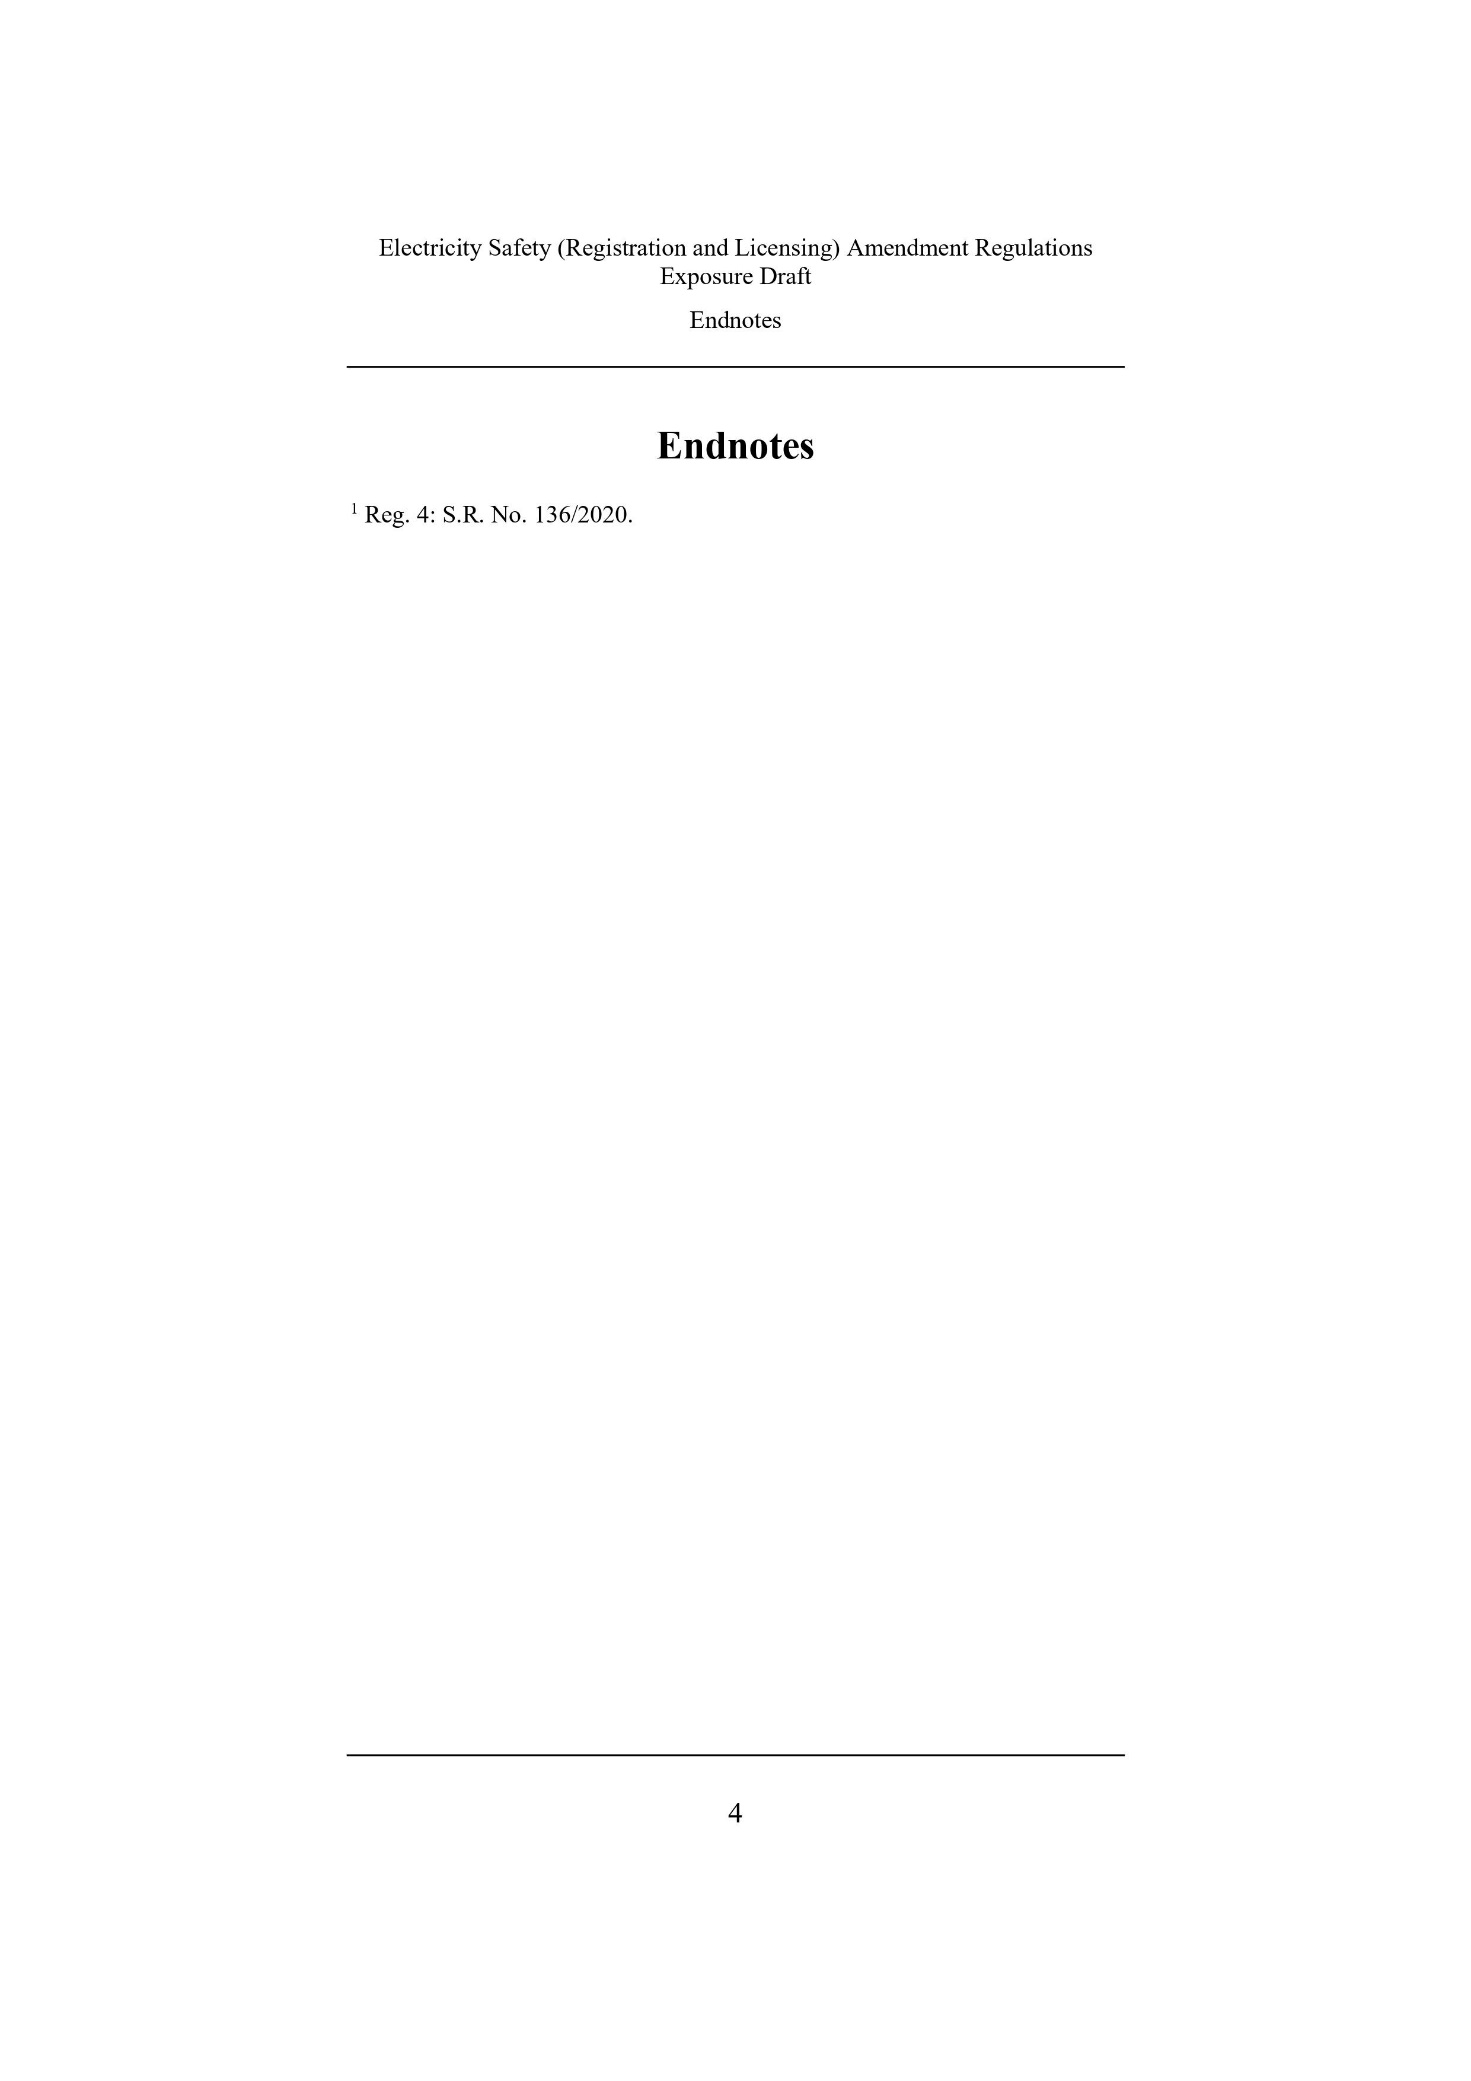 Electricity Safety (Registration and Licensing) Amendment Regulations
Exposure Draft
Endnotes
Endnotes
1 Reg. 4: S.R. No. 136/2020.
4